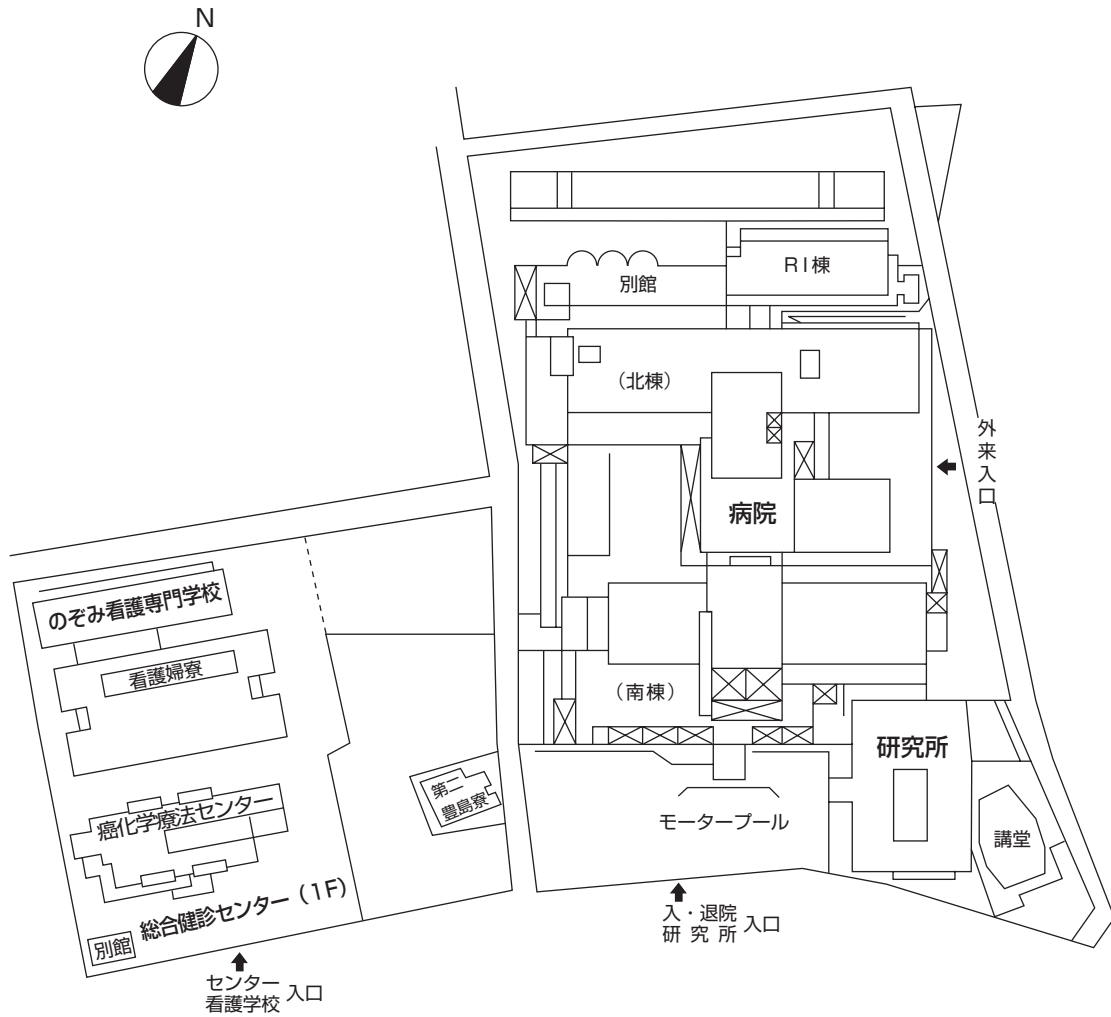 N
RI棟
別館
(北棟)
外来入口
病院
のぞみ看護専門学校
看護婦寮
(南棟)
研究所
第二
豊島寮
癌化学療法センター
モータープール
講堂
総合健診センター(1F)
別館
入・退院
研究所
入口
センター
看護学校
入口